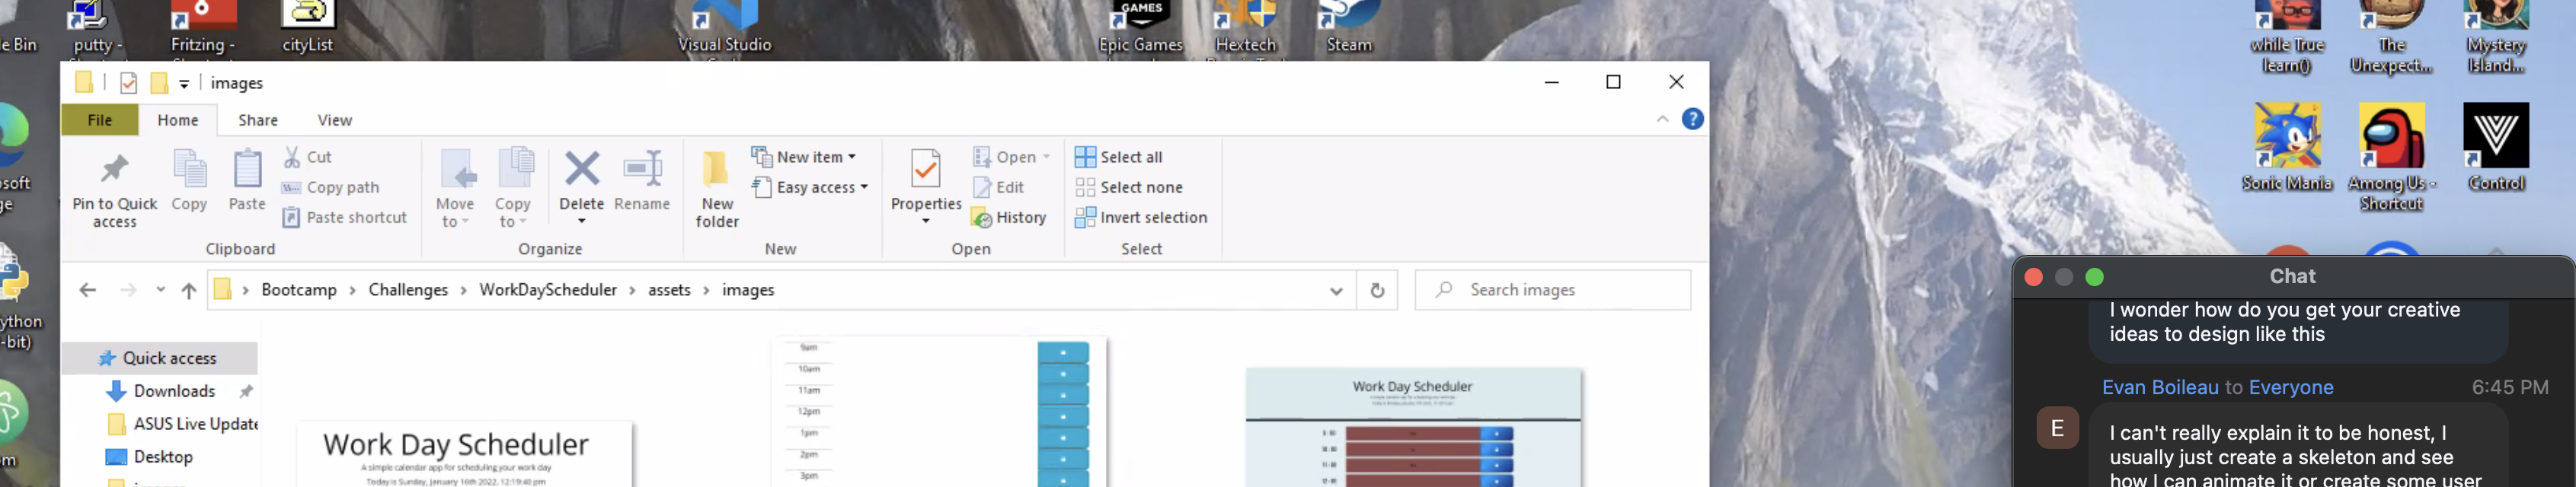 GAMES
le Bin
putty -
Fritzing -
cityList
Visual Studio
Epic Games
Hextech
Steam
while True
learn()
The
Unexpect...
Mystery
Island...
images
File
Home
Share
View
Pin to Quick
access
Copy
Paste
Cut
Copy path
Paste shortcut
Clipboard
Move
to
Copy
to
Delete
Rename
Organize
New
folder
New item
Easy access
New
Properties
Open
Edit
History
Open
Select all
Select none
Invert selection
Select
Sonic Mania
Among Us -
Shortcut
Control
Bootcamp > Challenges > WorkDayScheduler > assets > images
Search images
Quick access
Downloads
ASUS Live Update
Desktop
Work Day Scheduler
A simple calendar app for scheduling your work day
Today is Sunday, January 16th 2022, 12:19:40 pm
9am
10am
11am
12pm
1pm
2pm
3pm
Work Day Scheduler
Chat
I wonder how do you get your creative
ideas to design like this
Evan Boileau to Everyone
6:45 PM
E
I can't really explain it to be honest, I
usually just create a skeleton and see
how I can animate it or create some user